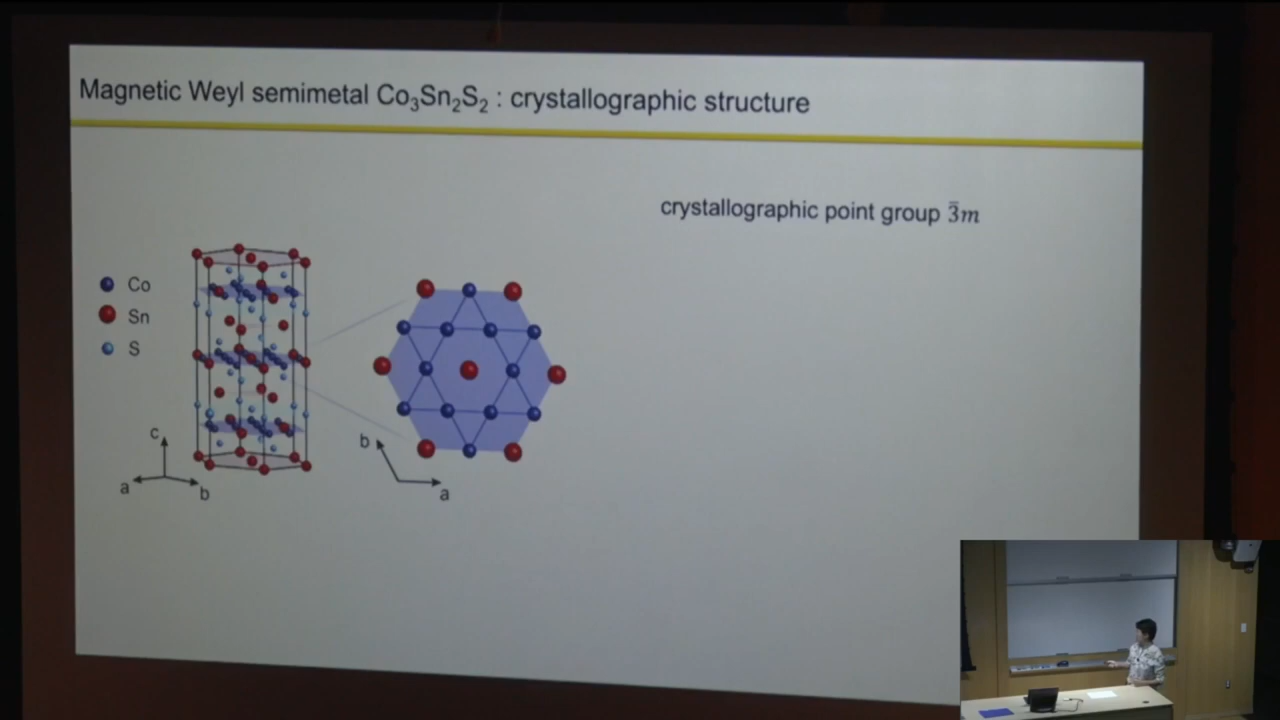 Magnetic Weyl semimetal Co₃Sn₂S₂ : crystallographic structure
crystallographic point group 3̄m
Co
Sn
S
c
a
b
b
a